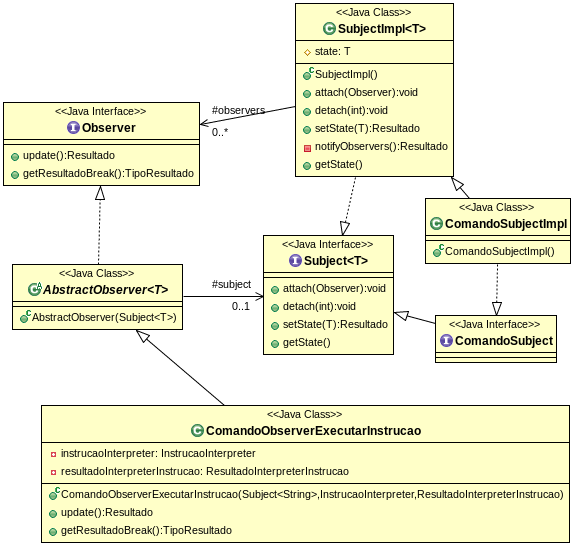 <<Java Class>>
SubjectImpl<T>
state: T
SubjectImpl()
attach(Observer):void
detach(int):void
setState(T):Resultado
notifyObservers():Resultado
getState()
<<Java Interface>>
Observer
update():Resultado
getResultadoBreak():TipoResultado
#observers
0..*
<<Java Class>>
ComandoSubjectImpl
ComandoSubjectImpl()
<<Java Interface>>
Subject<T>
attach(Observer):void
detach(int):void
setState(T):Resultado
getState()
<<Java Class>>
AbstractObserver<T>
AbstractObserver(Subject<T>)
#subject
0..1
<<Java Interface>>
ComandoSubject
<<Java Class>>
ComandoObserverExecutarInstrucao
instrucaoInterpreter: InstrucaoInterpreter
resultadoInterpreterInstrucao: ResultadoInterpreterInstrucao
ComandoObserverExecutarInstrucao(Subject<String>,InstrucaoInterpreter,ResultadoInterpreterInstrucao)
update():Resultado
getResultadoBreak():TipoResultado